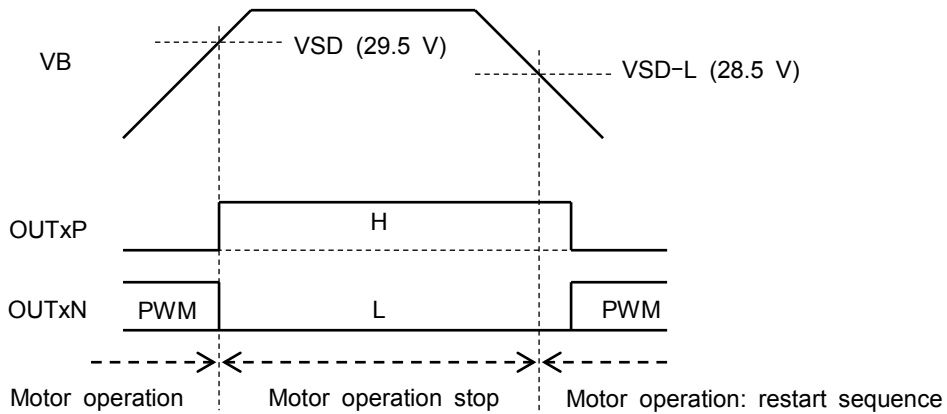 VSD (29.5 V)
VB
VSD-L (28.5 V)
OUTxP
H
OUTxN
PWM
L
PWM
Motor operation
Motor operation stop
Motor operation: restart sequence